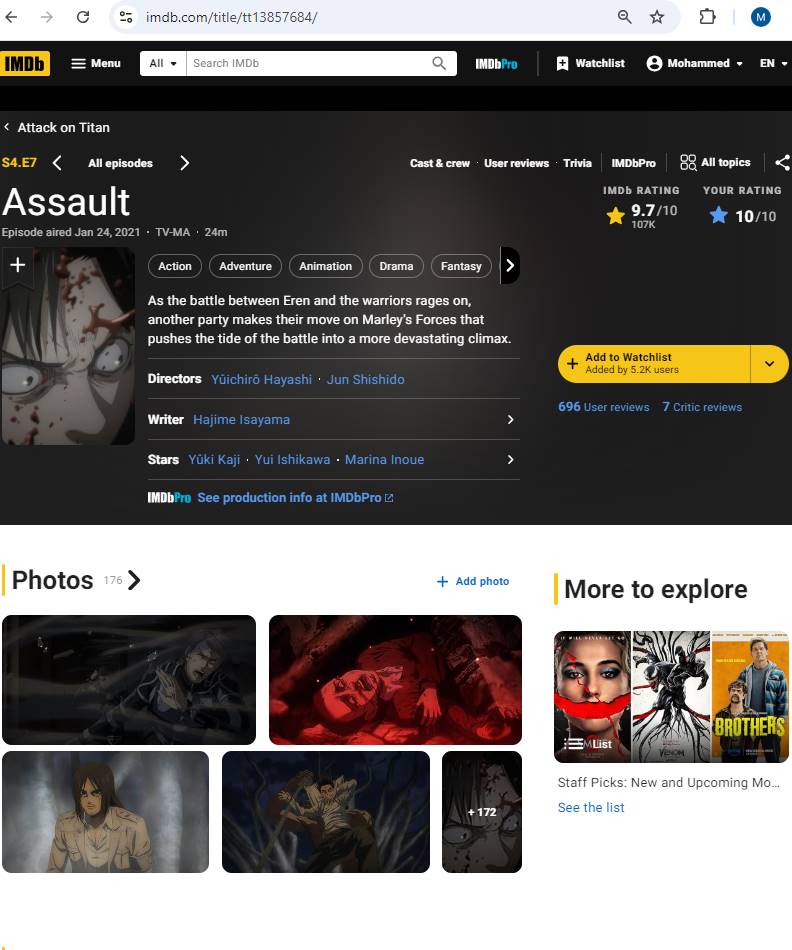 imdb.com/title/tt13857684/
M
IMDb
Menu
All
Search IMDb
IMDbPro
Watchlist
Mohammed
EN
Attack on Titan
S4.E7
All episodes
Cast & crew · User reviews · Trivia
IMDbPro
All topics
Assault
Episode aired Jan 24, 2021 · TV-MA · 24m
IMDb RATING
9.7/10
107K
YOUR RATING
10/10
Action
Adventure
Animation
Drama
Fantasy
As the battle between Eren and the warriors rages on,
another party makes their move on Marley's Forces that
pushes the tide of the battle into a more devastating climax.
Directors Yûichirô Hayashi · Jun Shishido
Writer Hajime Isayama
Stars Yûki Kaji · Yui Ishikawa · Marina Inoue
IMDbPro See production info at IMDbPro
Add to Watchlist
Added by 5.2K users
696 User reviews 7 Critic reviews
Photos 176
Add photo
+ 172
More to explore
IT WILL NEVER LET GO
List
VENOM
BROTHERS
Staff Picks: New and Upcoming Mo...
See the list